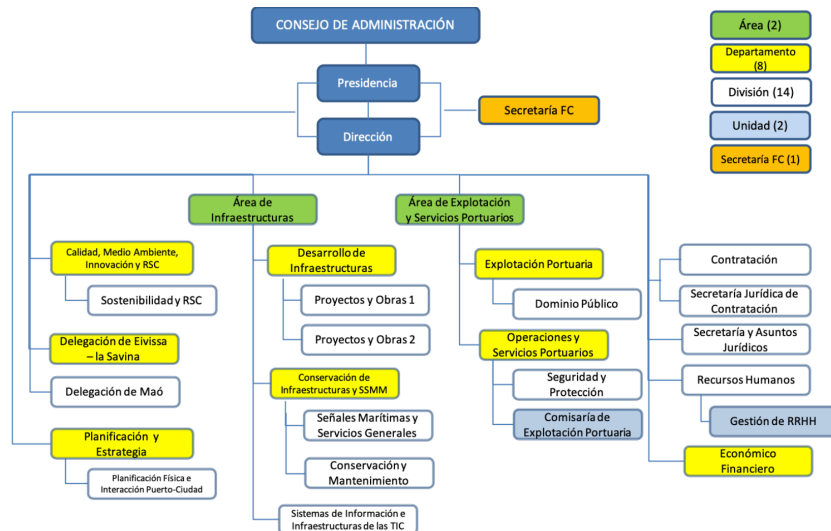 CONSEJO DE ADMINISTRACIÓN
Presidencia
Dirección
Secretaría FC
Área (2)
Departamento
(8)
División (14)
Unidad (2)
Secretaría FC (1)
Área de
Infraestructuras
Área de Explotación
y Servicios Portuarios
Calidad, Medio Ambiente,
Innovación y RSC
Sostenibilidad y RSC
Delegación de Eivissa
– la Savina
Delegación de Maó
Planificación y
Estrategia
Planificación Física e
Interacción Puerto-Ciudad
Desarrollo de
Infraestructuras
Proyectos y Obras 1
Proyectos y Obras 2
Conservación de
Infraestructuras y SSMM
Señales Marítimas y
Servicios Generales
Conservación y
Mantenimiento
Sistemas de Información e
Infraestructuras de las TIC
Explotación Portuaria
Dominio Público
Operaciones y
Servicios Portuarios
Seguridad y
Protección
Comisaría de
Explotación Portuaria
Contratación
Secretaría Jurídica de
Contratación
Secretaría y Asuntos
Jurídicos
Recursos Humanos
Gestión de RRHH
Económico
Financiero